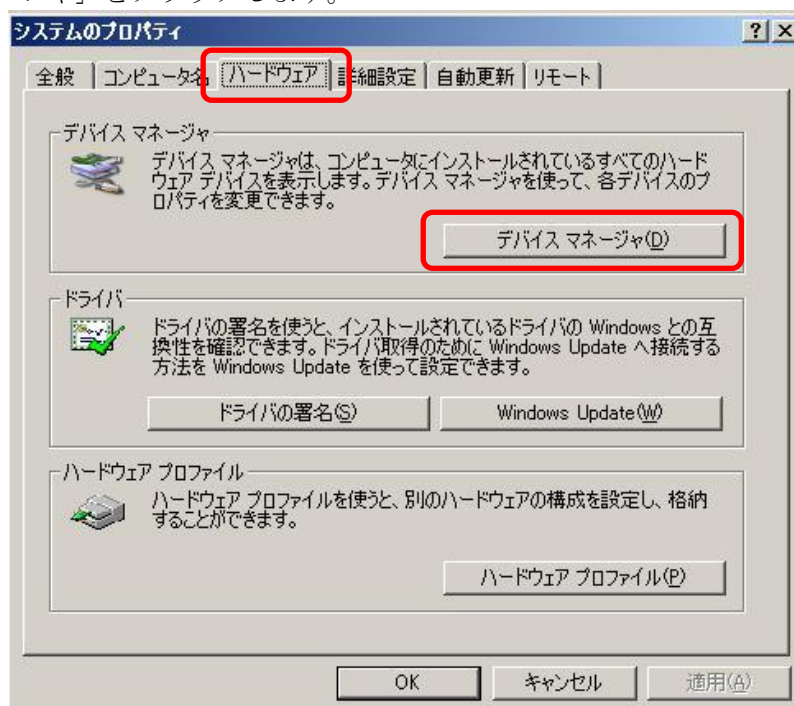 システムのプロパティ
全般 コンピュータ名 ハードウェア 詳細設定 自動更新 リモート
デバイス マネージャ
デバイス マネージャは、コンピュータにインストールされているすべてのハード
ウェア デバイスを表示します。デバイス マネージャを使って、各デバイスのプ
ロパティを変更できます。
デバイス マネージャ(D)
ドライバ
ドライバの署名を使うと、インストールされているドライバの Windows との互
換性を確認できます。ドライバ取得のために Windows Update へ接続する
方法を Windows Update を使って設定できます。
ドライバの署名(S) Windows Update(W)
ハードウェア プロファイル
ハードウェア プロファイルを使うと、別のハードウェアの構成を設定し、格納
することができます。
ハードウェア プロファイル(P)
OK キャンセル 適用(A)